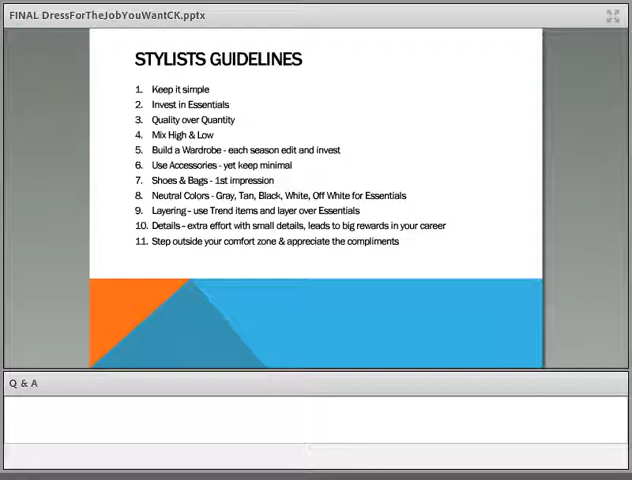 FINAL DressForTheJobYouWantCK.pptx
STYLISTS GUIDELINES
1. Keep it simple
2. Invest in Essentials
3. Quality over Quantity
4. Mix High & Low
5. Build a Wardrobe - each season edit and invest
6. Use Accessories - yet keep minimal
7. Shoes & Bags - 1st impression
8. Neutral Colors - Gray, Tan, Black, White, Off White for Essentials
9. Layering - use Trend items and layer over Essentials
10. Details - extra effort with small details, leads to big rewards in your career
11. Step outside your comfort zone & appreciate the compliments
Q & A